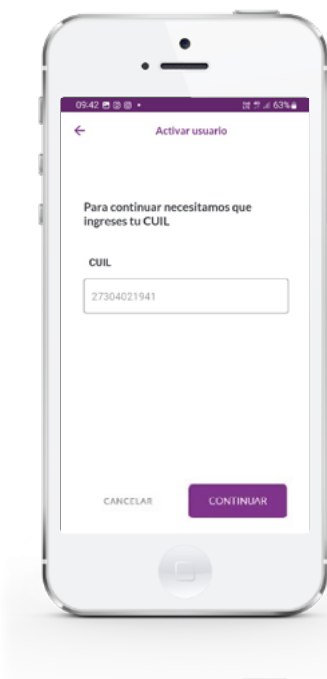 09:42
63%
Activar usuario
Para continuar necesitamos que
ingreses tu CUIL
CUIL
27304021941
CANCELAR
CONTINUAR